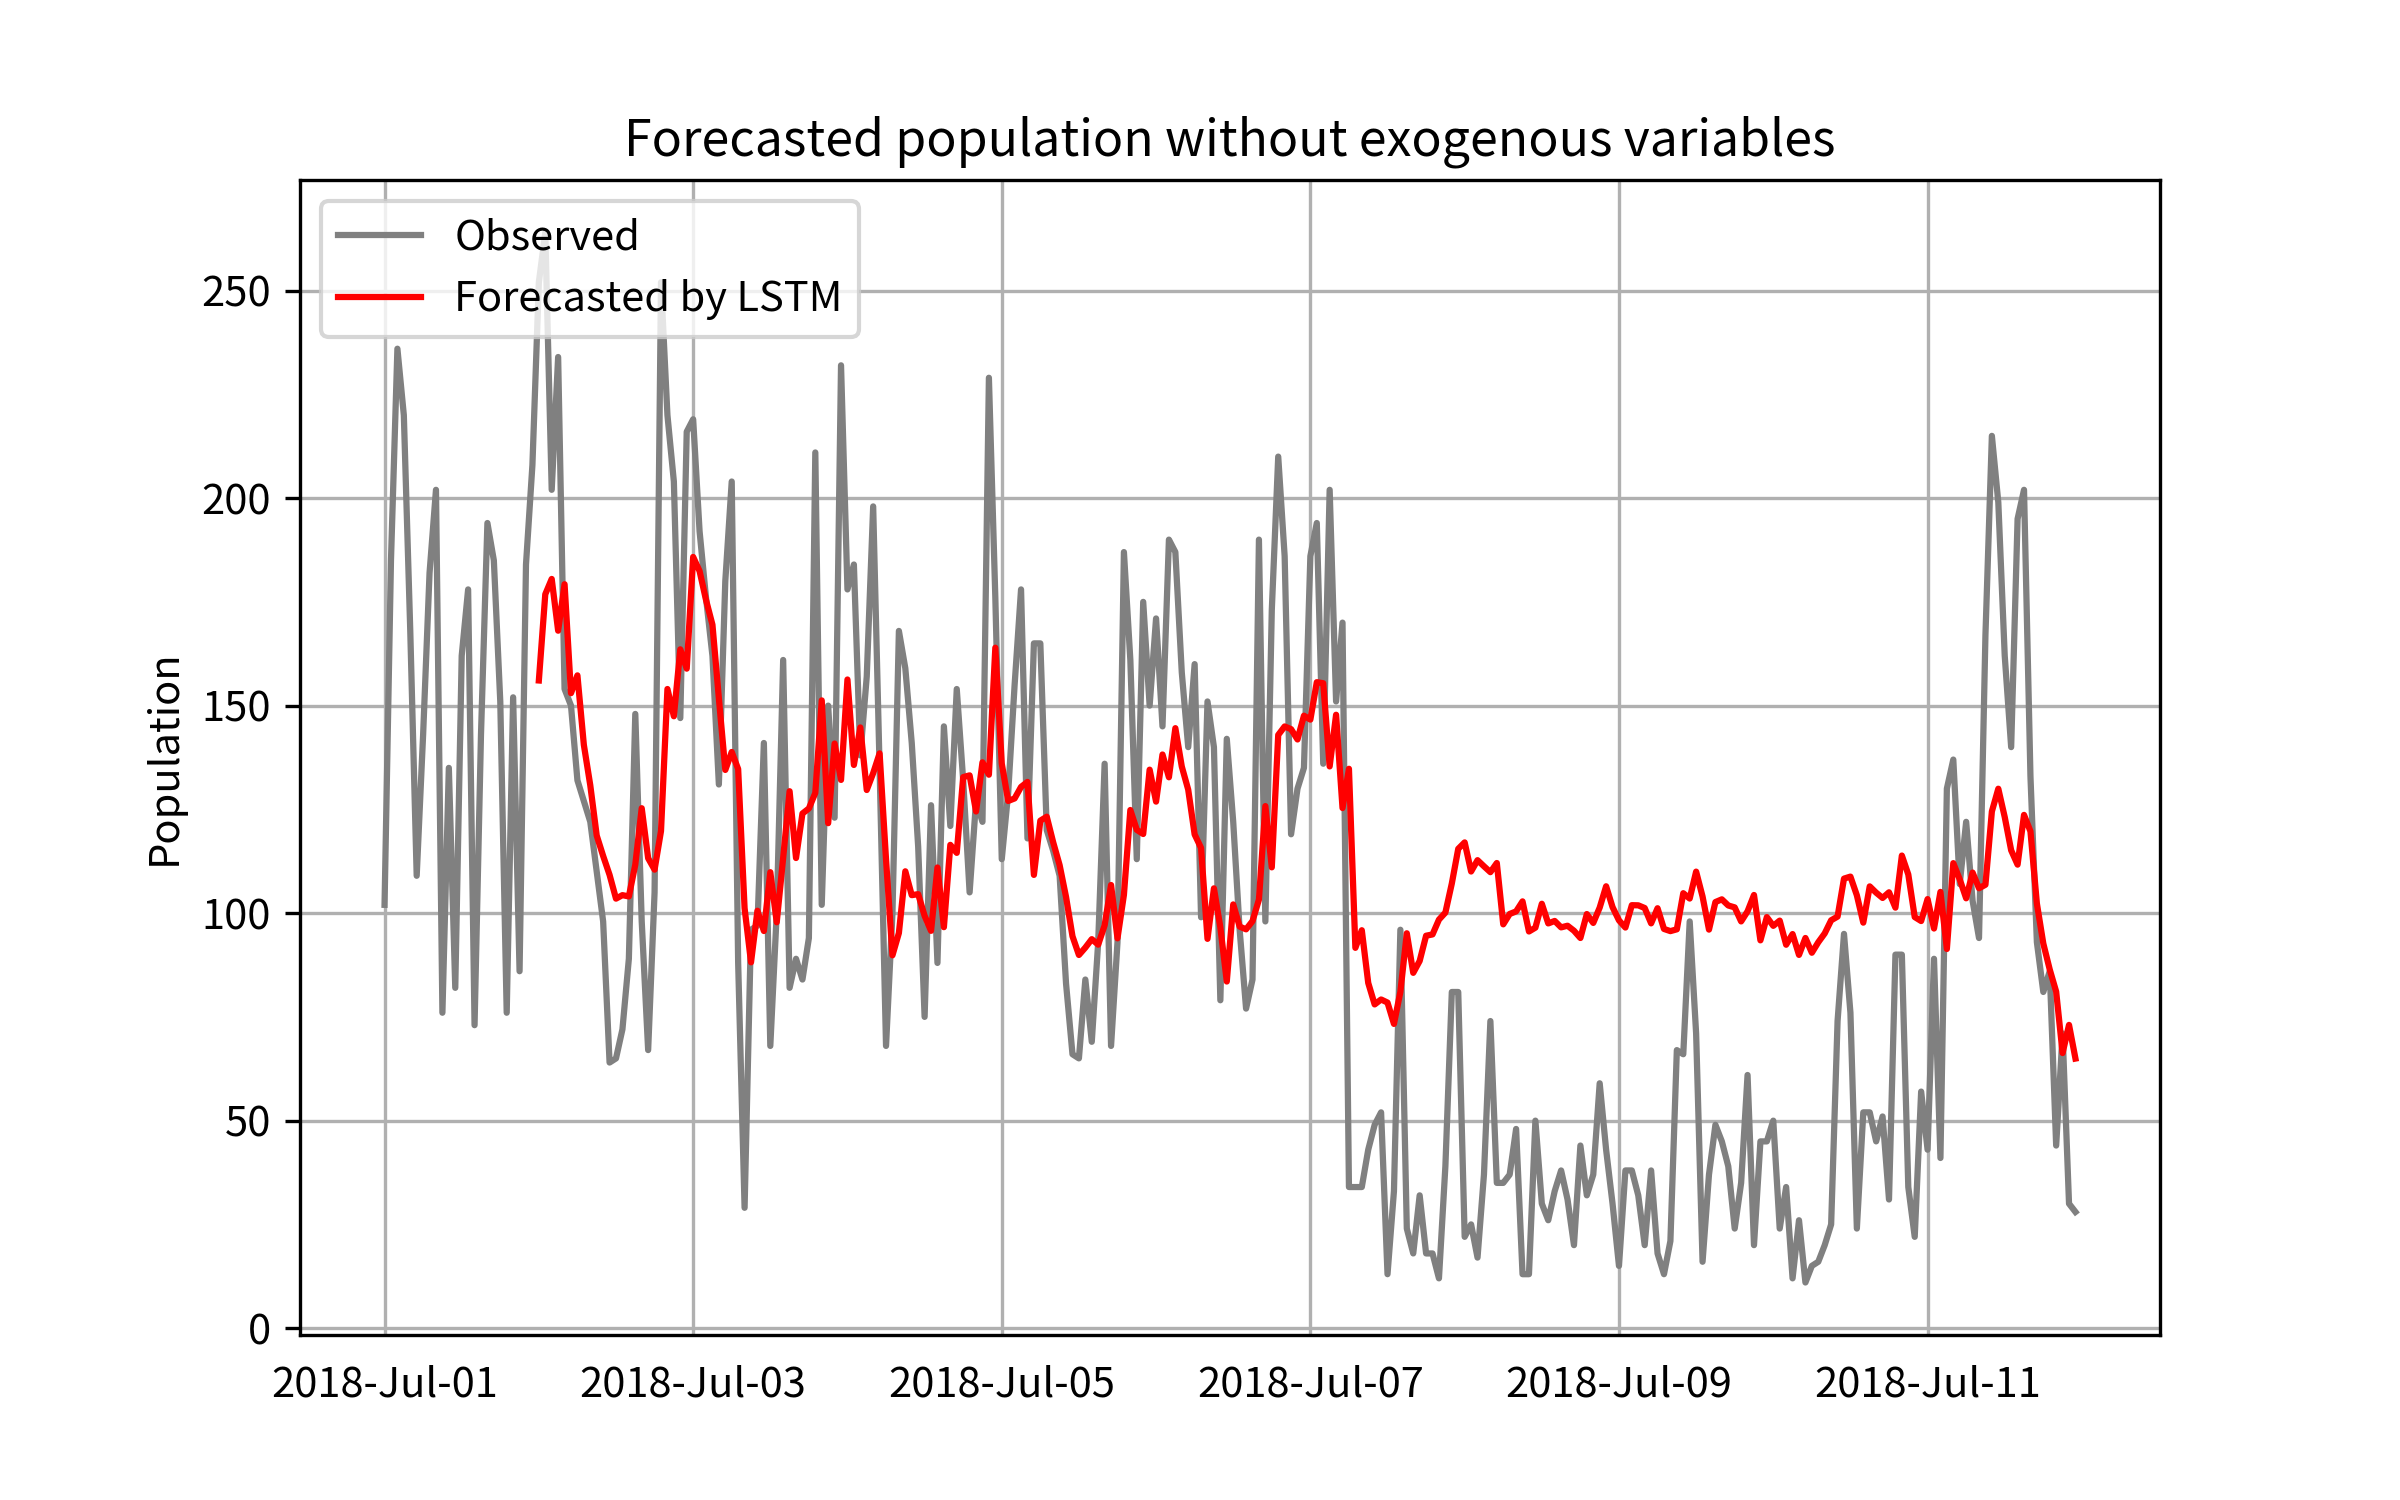 Forecasted population without exogenous variables
Observed
Forecasted by LSTM
Population
250
200
150
100
50
0
2018-Jul-01 2018-Jul-03 2018-Jul-05 2018-Jul-07 2018-Jul-09 2018-Jul-11